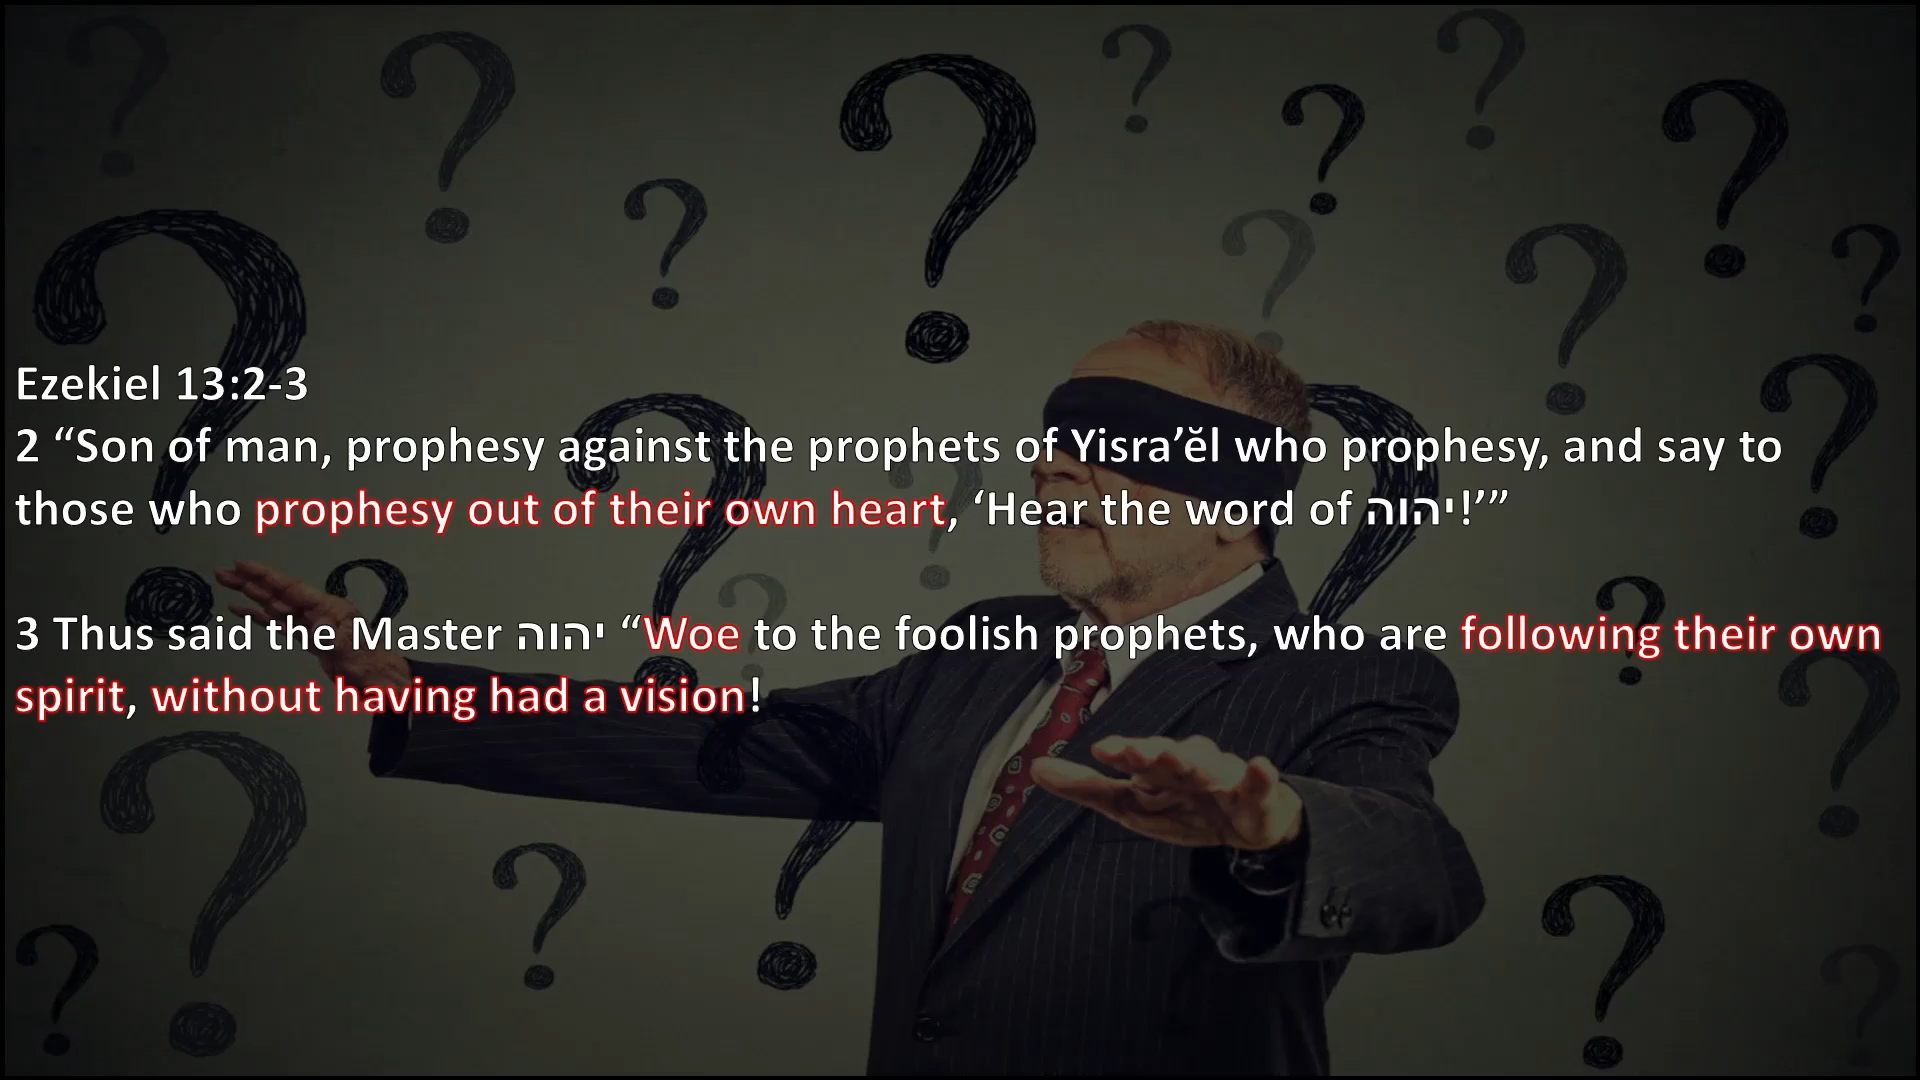 Ezekiel 13:2-3
2 “Son of man, prophesy against the prophets of Yisra’ĕl who prophesy, and say to
those who prophesy out of their own heart, ‘Hear the word of יהוה!’”
3 Thus said the Master יהוה “Woe to the foolish prophets, who are following their own
spirit, without having had a vision!